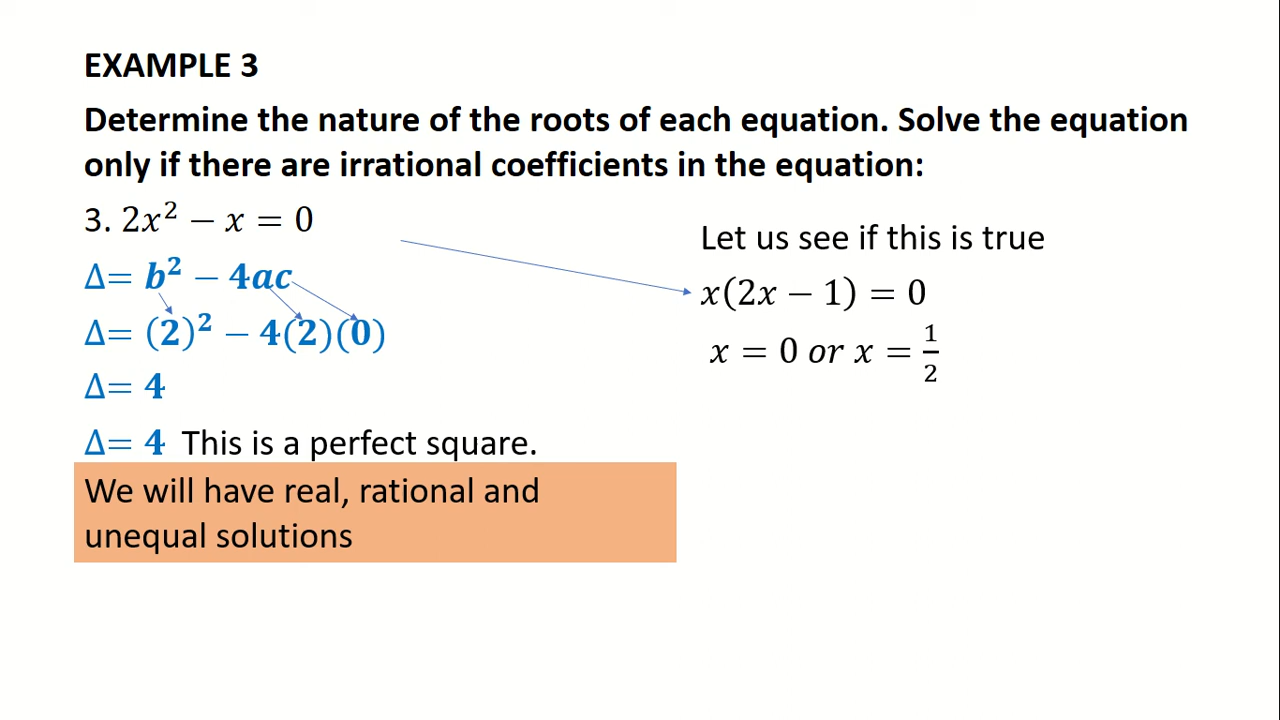 EXAMPLE 3
Determine the nature of the roots of each equation. Solve the equation
only if there are irrational coefficients in the equation:
3. 2x² − x = 0
Δ= b² − 4ac
Δ= (2)² − 4(2)(0)
Δ= 4
Δ= 4 This is a perfect square.
We will have real, rational and
unequal solutions
Let us see if this is true
x(2x − 1) = 0
x = 0 or x = 1/2